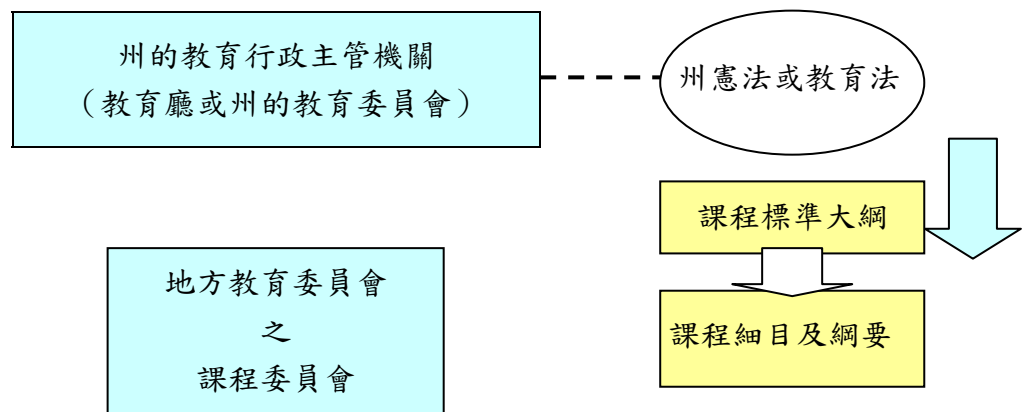 州的教育行政主管機關
（教育廳或州的教育委員會）
州憲法或教育法
課程標準大綱
地方教育委員會
之
課程委員會
課程細目及綱要